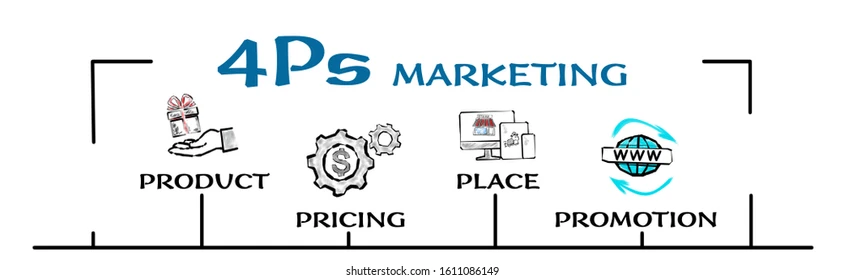 4Ps MARKETING
PRODUCT
PRICING
PLACE
PROMOTION
$
WWW
shutterstock.com · 1611086149